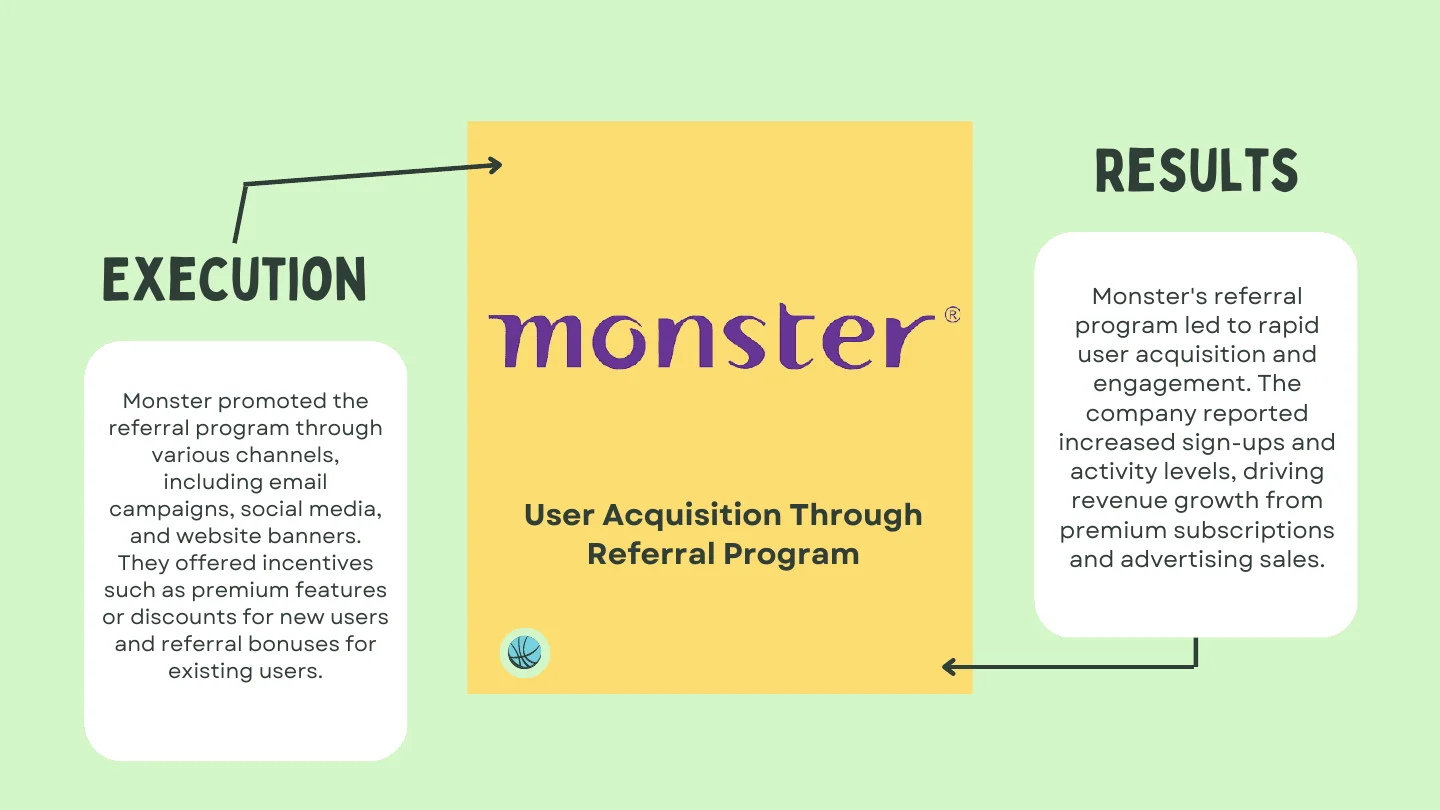 EXECUTION
Monster promoted the
referral program through
various channels,
including email
campaigns, social media,
and website banners.
They offered incentives
such as premium features
or discounts for new users
and referral bonuses for
existing users.
monster®
User Acquisition Through
Referral Program
RESULTS
Monster's referral
program led to rapid
user acquisition and
engagement. The
company reported
increased sign-ups and
activity levels, driving
revenue growth from
premium subscriptions
and advertising sales.